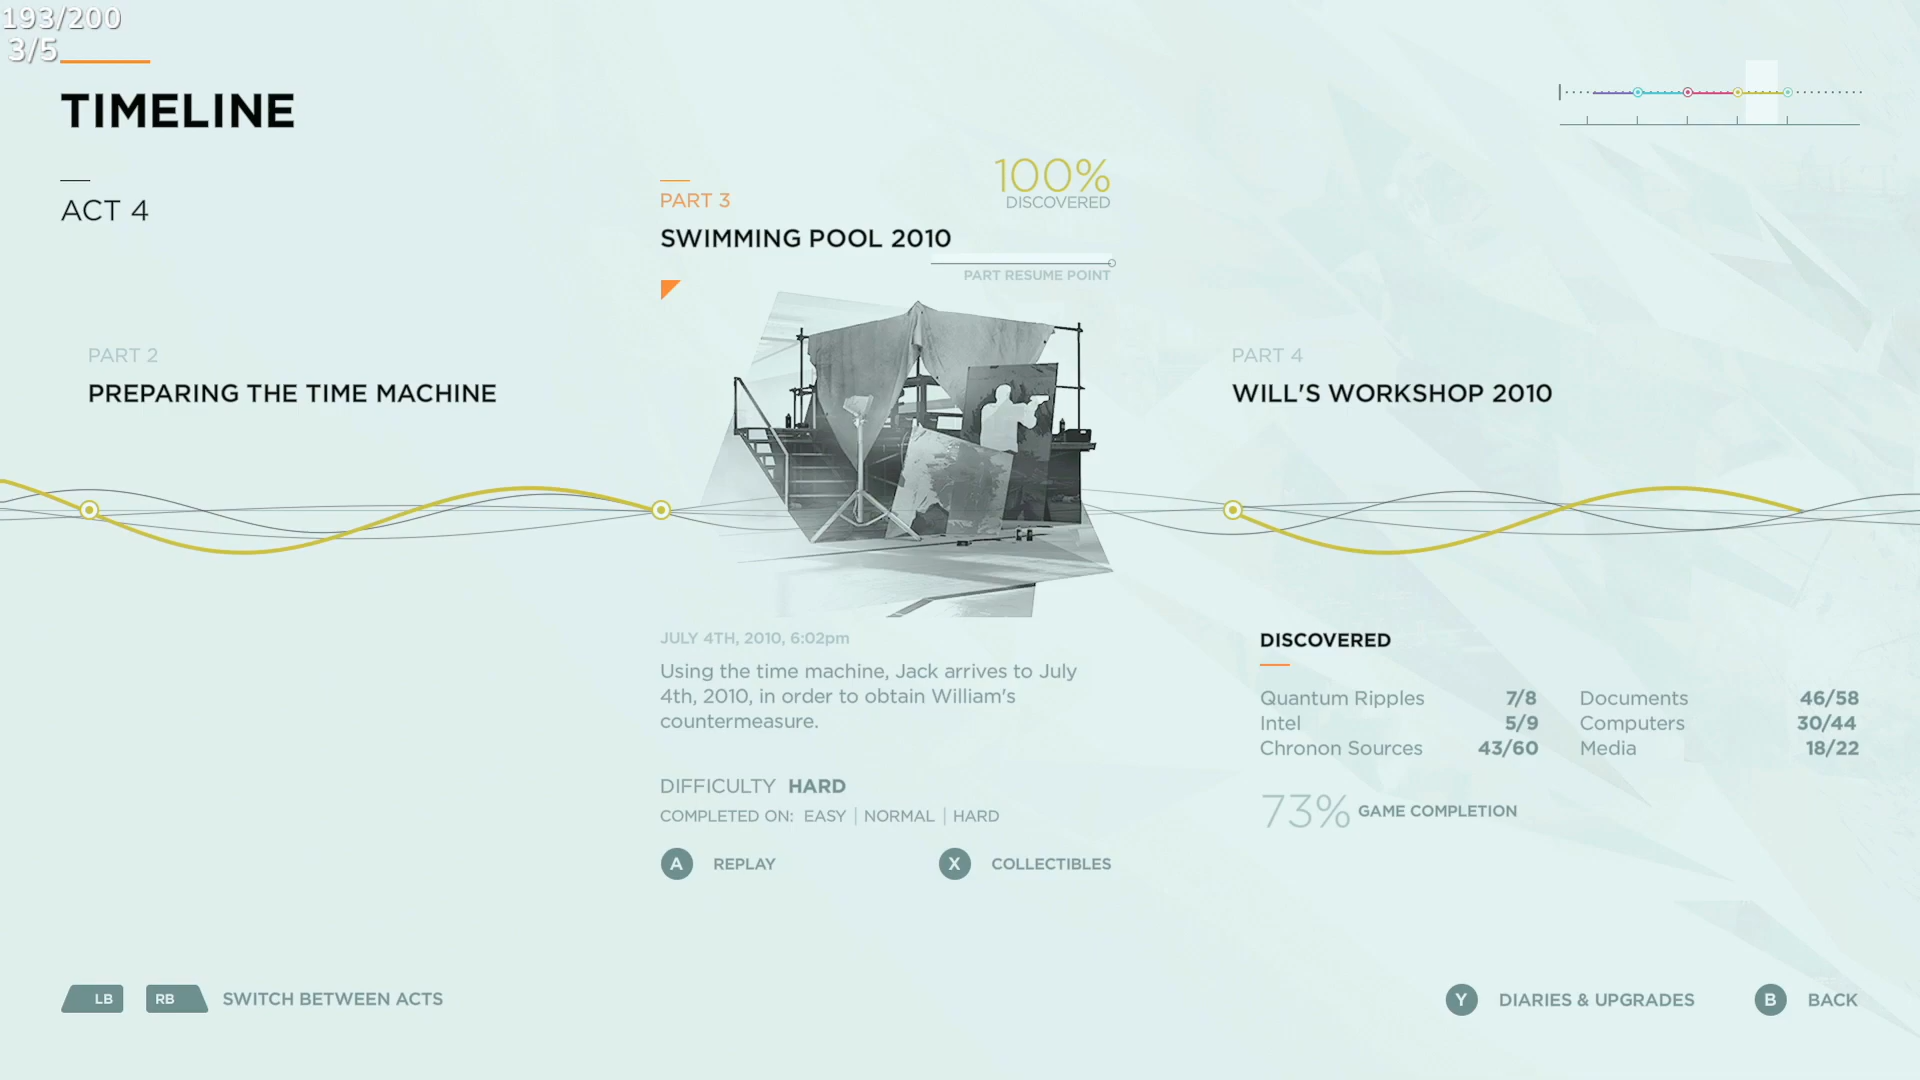 193/200
3/5
TIMELINE
ACT 4
PART 2
PREPARING THE TIME MACHINE
PART 3
SWIMMING POOL 2010
100%
DISCOVERED
PART RESUME POINT
PART 4
WILL'S WORKSHOP 2010
JULY 4TH, 2010, 6:02pm
Using the time machine, Jack arrives to July
4th, 2010, in order to obtain William's
countermeasure.
DIFFICULTY HARD
COMPLETED ON: EASY | NORMAL | HARD
A REPLAY
X COLLECTIBLES
DISCOVERED
Quantum Ripples 7/8 Documents 46/58
Intel 5/9 Computers 30/44
Chronon Sources 43/60 Media 18/22
73% GAME COMPLETION
LB RB SWITCH BETWEEN ACTS
Y DIARIES & UPGRADES
B BACK